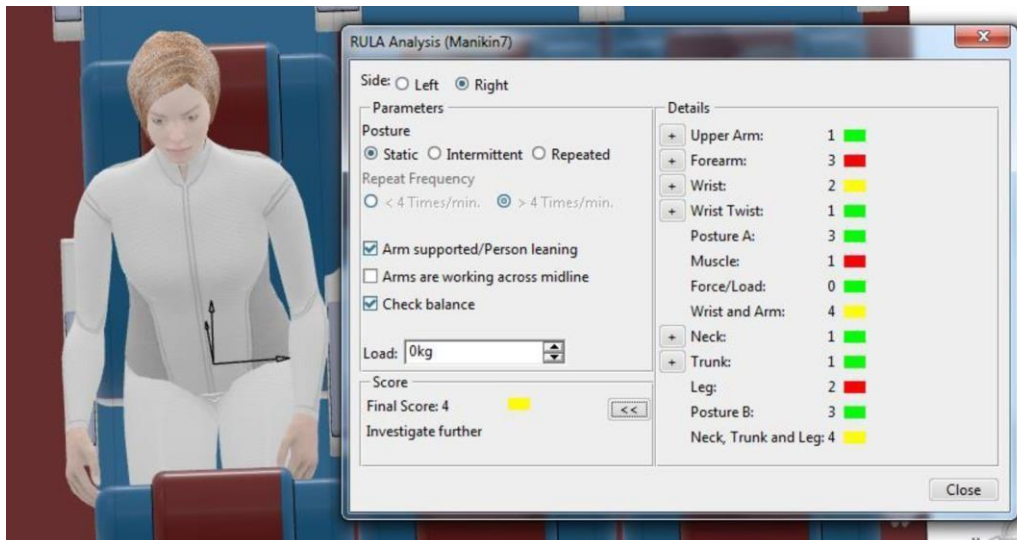 RULA Analysis (Manikin7)
Side: Left Right
Parameters
Posture
Static Intermittent Repeated
Repeat Frequency
< 4 Times/min. > 4 Times/min.
Arm supported/Person leaning
Arms are working across midline
Check balance
Load: 0kg
Score
Final Score: 4
<<
Investigate further
Details
+ Upper Arm: 1
+ Forearm: 3
+ Wrist: 2
+ Wrist Twist: 1
Posture A: 3
Muscle: 1
Force/Load: 0
Wrist and Arm: 4
+ Neck: 1
+ Trunk: 1
Leg: 2
Posture B: 3
Neck, Trunk and Leg: 4
Close